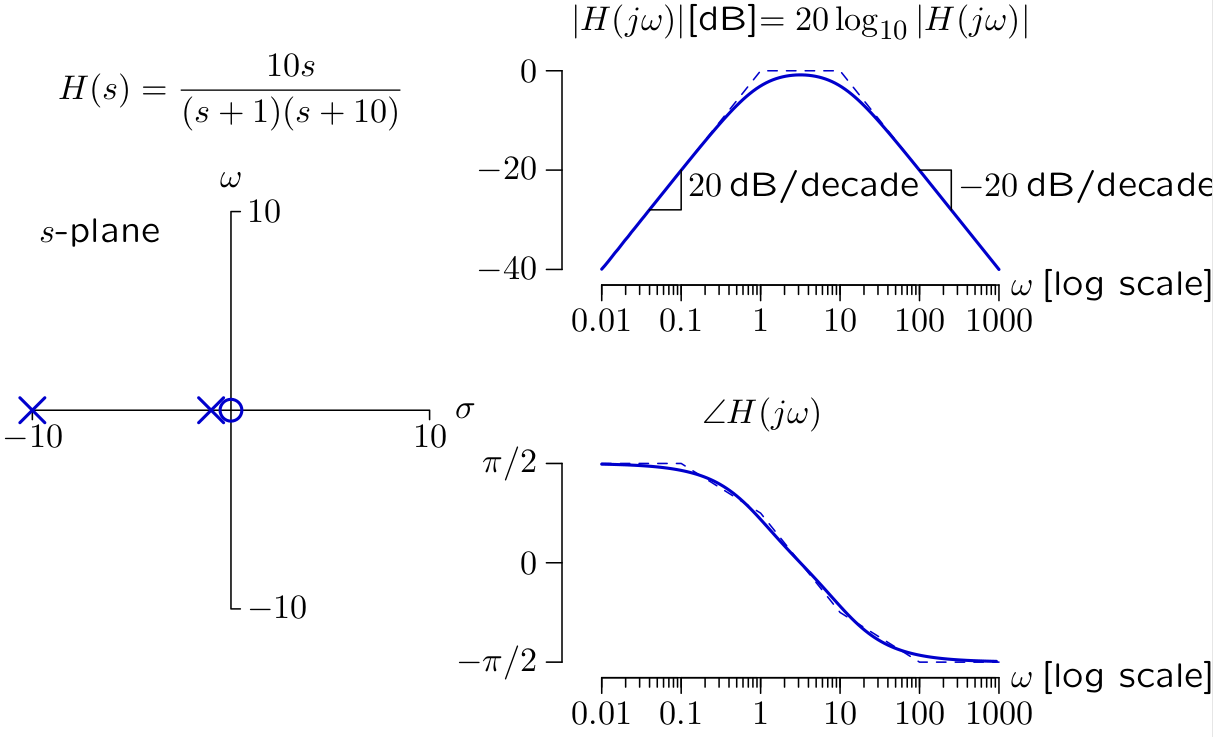 |H(jω)|[dB]= 20 log₁₀ |H(jω)|
H(s) = 10s / (s + 1)(s + 10)
s-plane
ω
10
−10
10
σ
−10
0
−20
−40
20 dB/decade
−20 dB/decade
0.01 0.1 1 10 100 1000
ω [log scale]
∠H(jω)
π/2
0
−π/2
0.01 0.1 1 10 100 1000
ω [log scale]